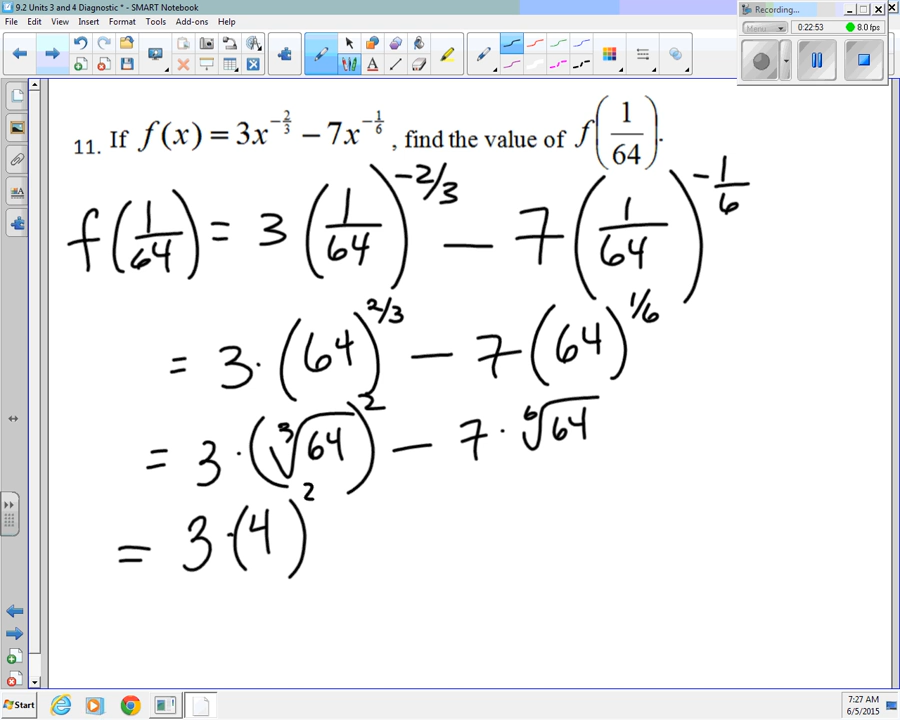 9.2 Units 3 and 4 Diagnostic * - SMART Notebook
Recording...
File Edit View Insert Format Tools Add-ons Help
Menu
0:22:53
8.0 fps
11. If f(x) = 3x^(-2/3) − 7x^(-1/6) , find the value of f(1/64).
f(1/64) = 3(1/64)^(-2/3) − 7(1/64)^(-1/6)
= 3·(64)^(2/3) − 7(64)^(1/6)
= 3·(∛64)^2 − 7·⁶√64
= 3·(4)^2
Start
7:27 AM
6/5/2015